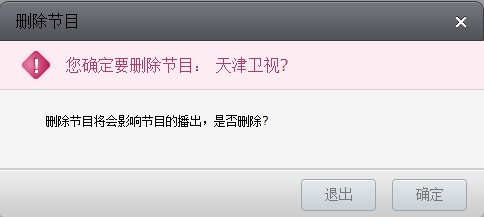 删除节目
您确定要删除节目： 天津卫视?
删除节目将会影响节目的播出，是否删除?
退出
确定